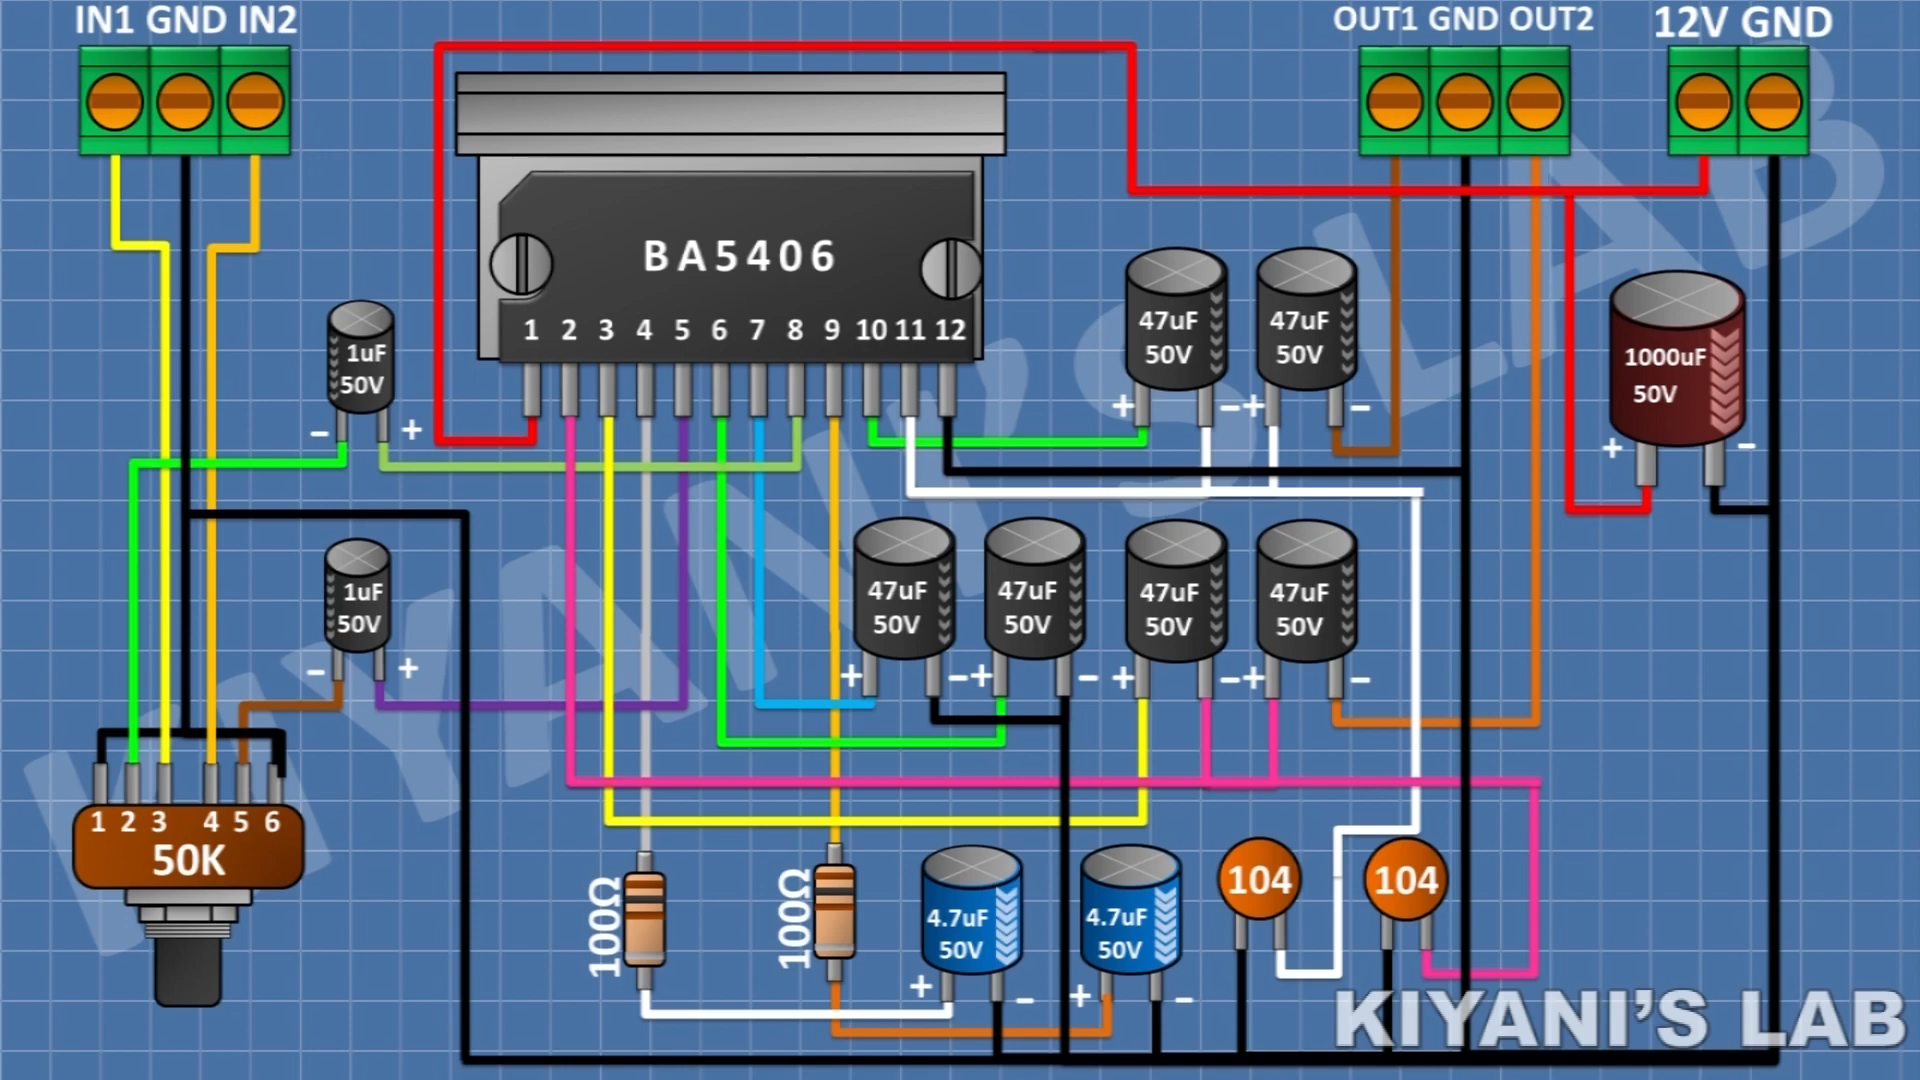 IN1 GND IN2
OUT1 GND OUT2
12V GND
BA5406
1 2 3 4 5 6 7 8 9 10 11 12
1uF
50V
- +
47uF
50V
+ -
47uF
50V
+ -
1000uF
50V
+ -
1uF
50V
- +
47uF
50V
+ -
47uF
50V
+ -
47uF
50V
+ -
47uF
50V
+ -
1 2 3 4 5 6
50K
100Ω
100Ω
4.7uF
50V
+ -
4.7uF
50V
+ -
104
104
KIYANI'S LAB
KIYANI'S LAB